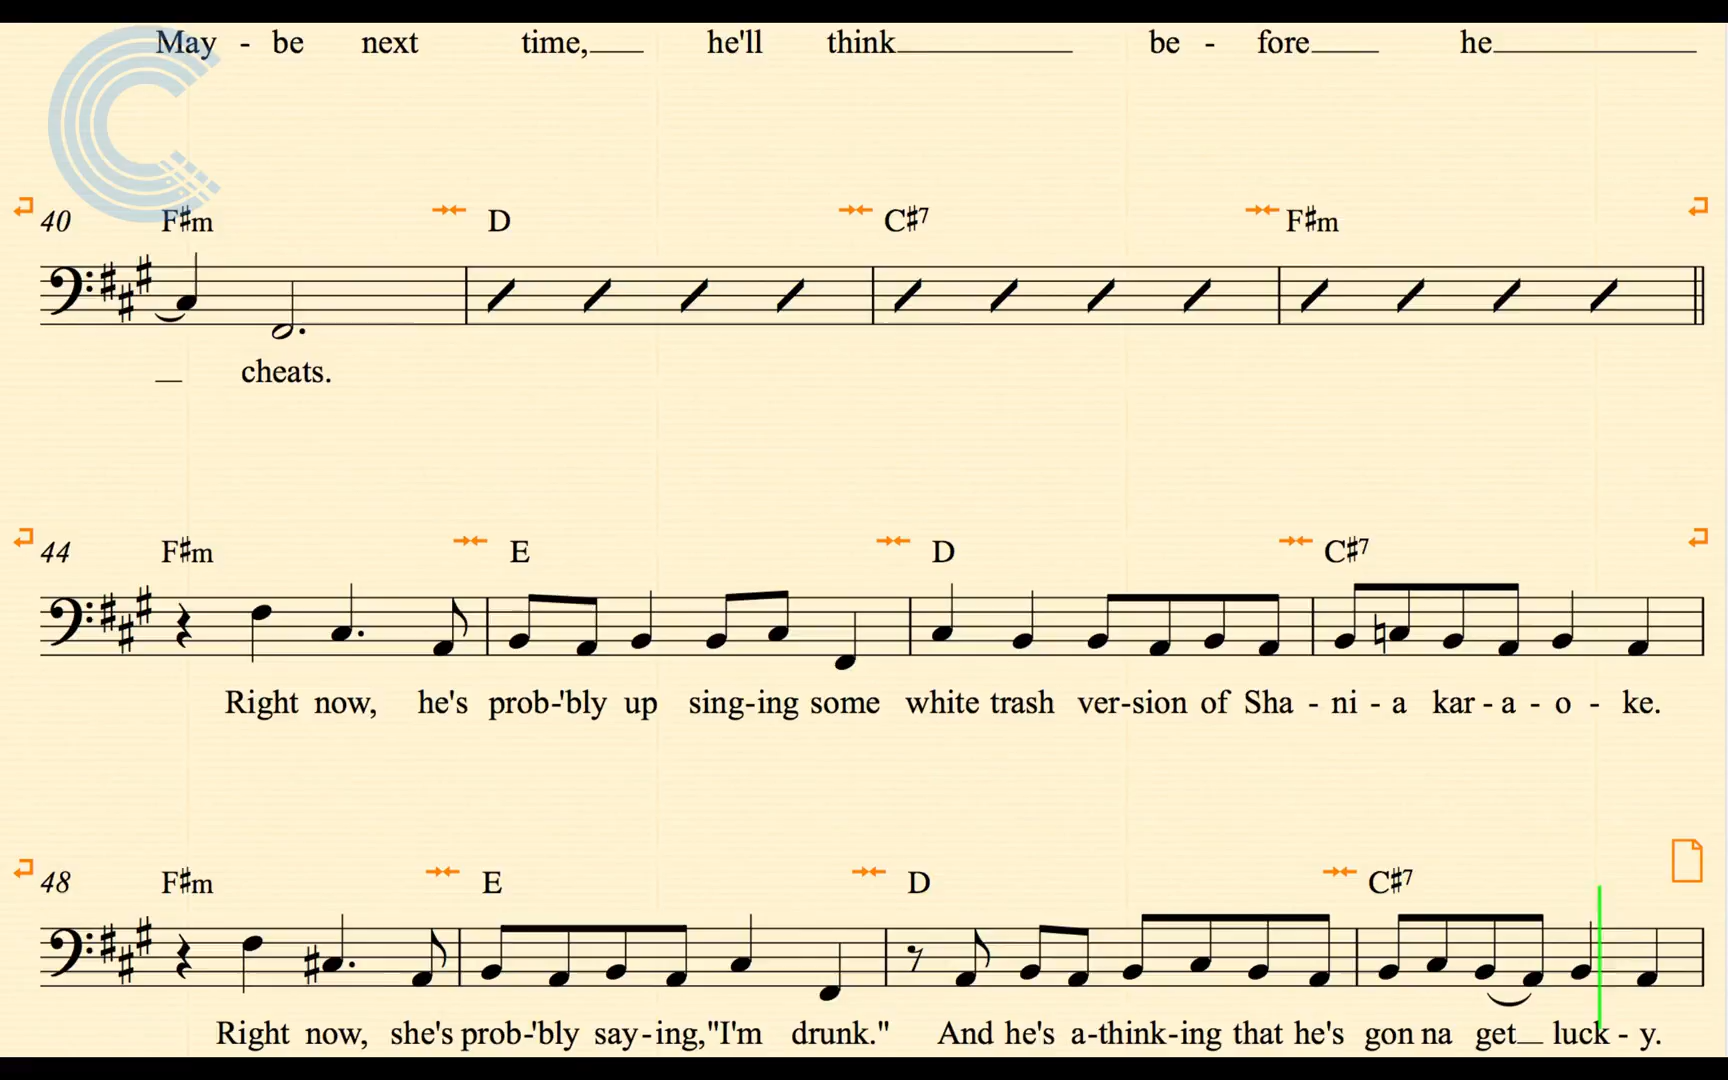 May - be next time, he'll think be - fore he
40 F#m D C#7 F#m
cheats.
44 F#m E D C#7
Right now, he's prob-'bly up sing-ing some white trash ver-sion of Sha - ni - a kar - a - o - ke.
48 F#m E D C#7
Right now, she's prob-'bly say-ing,"I'm drunk." And he's a-think-ing that he's gon na get luck - y.